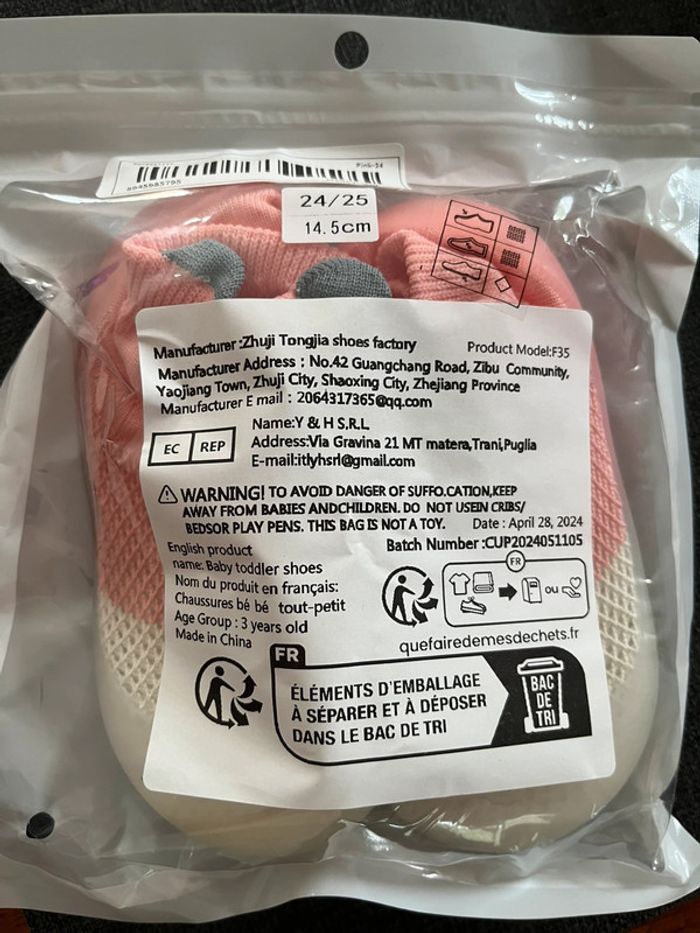 Pink-24
24/25
14.5cm
Manufacturer :Zhuji Tongjia shoes factory
Product Model:F35
Manufacturer Address : No.42 Guangchang Road, Zibu Community,
Yaojiang Town, Zhuji City, Shaoxing City, Zhejiang Province
Manufacturer E mail : 2064317365@qq.com
EC REP
Name:Y & H S.R.L
Address:Via Gravina 21 MT matera,Trani,Puglia
E-mail:itlyhsrl@gmail.com
WARNING! TO AVOID DANGER OF SUFFO.CATION,KEEP
AWAY FROM BABIES ANDCHILDREN. DO NOT USEIN CRIBS/
BEDSOR PLAY PENS. THIS BAG IS NOT A TOY.
Date : April 28, 2024
Batch Number :CUP2024051105
English product
name: Baby toddler shoes
Nom du produit en français:
Chaussures bé bé tout-petit
Age Group : 3 years old
Made in China
FR
ou
quefairedemesdechets.fr
FR
ÉLÉMENTS D'EMBALLAGE
À SÉPARER ET À DÉPOSER
DANS LE BAC DE TRI
BAC
DE
TRI